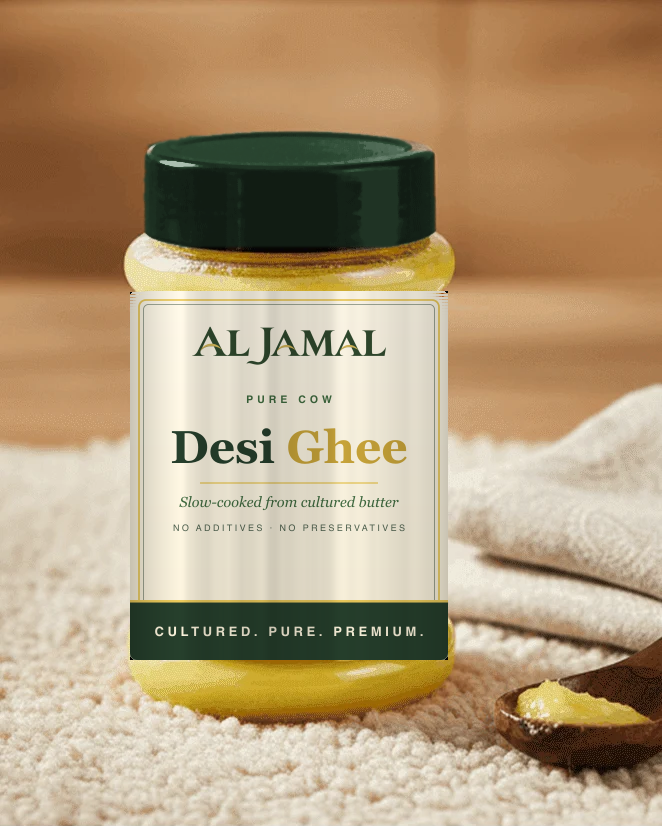 AL JAMAL
PURE COW
Desi Ghee
Slow-cooked from cultured butter
NO ADDITIVES · NO PRESERVATIVES
CULTURED. PURE. PREMIUM.